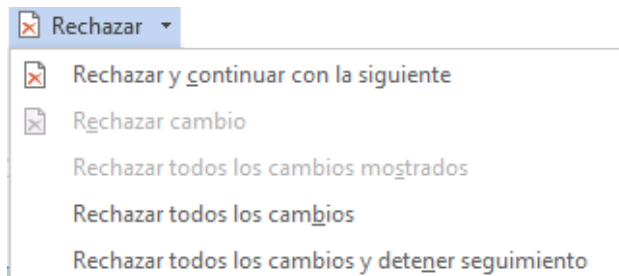 Rechazar
Rechazar y continuar con la siguiente
Rechazar cambio
Rechazar todos los cambios mostrados
Rechazar todos los cambios
Rechazar todos los cambios y detener seguimiento